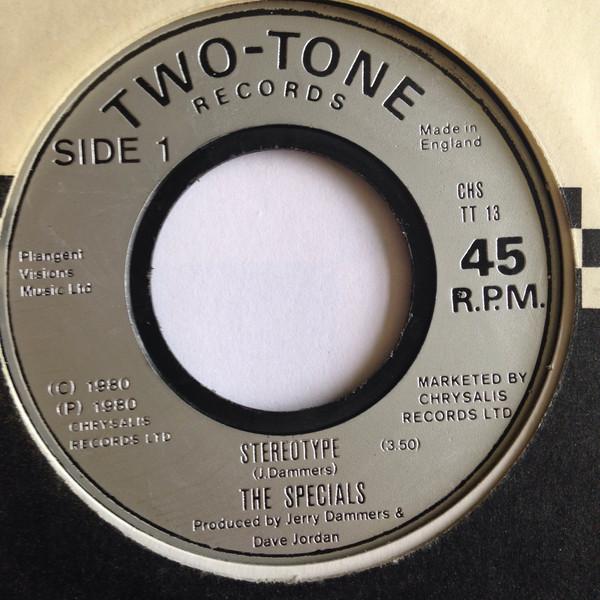 TWO-TONE
RECORDS
SIDE 1
Made in
England
CHS
TT 13
45
R.P.M.
Plangent
Visions
Music Ltd
(C) 1980
(P) 1980
CHRYSALIS
RECORDS LTD
MARKETED BY
CHRYSALIS
RECORDS LTD
STEREOTYPE
(3.50)
(J.Dammers)
THE SPECIALS
Produced by Jerry Dammers &
Dave Jordan